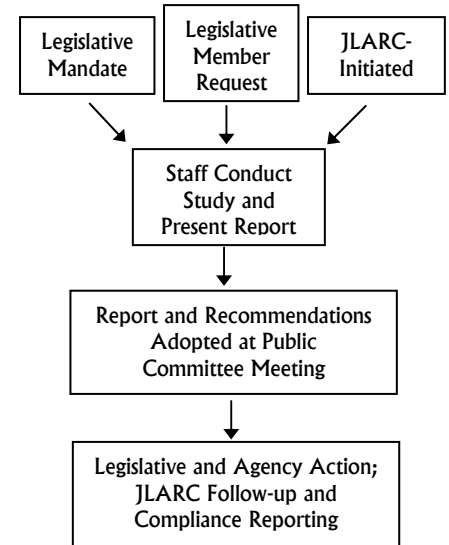 Legislative
Mandate
Legislative
Member
Request
JLARC-
Initiated
Staff Conduct
Study and
Present Report
Report and Recommendations
Adopted at Public
Committee Meeting
Legislative and Agency Action;
JLARC Follow-up and
Compliance Reporting